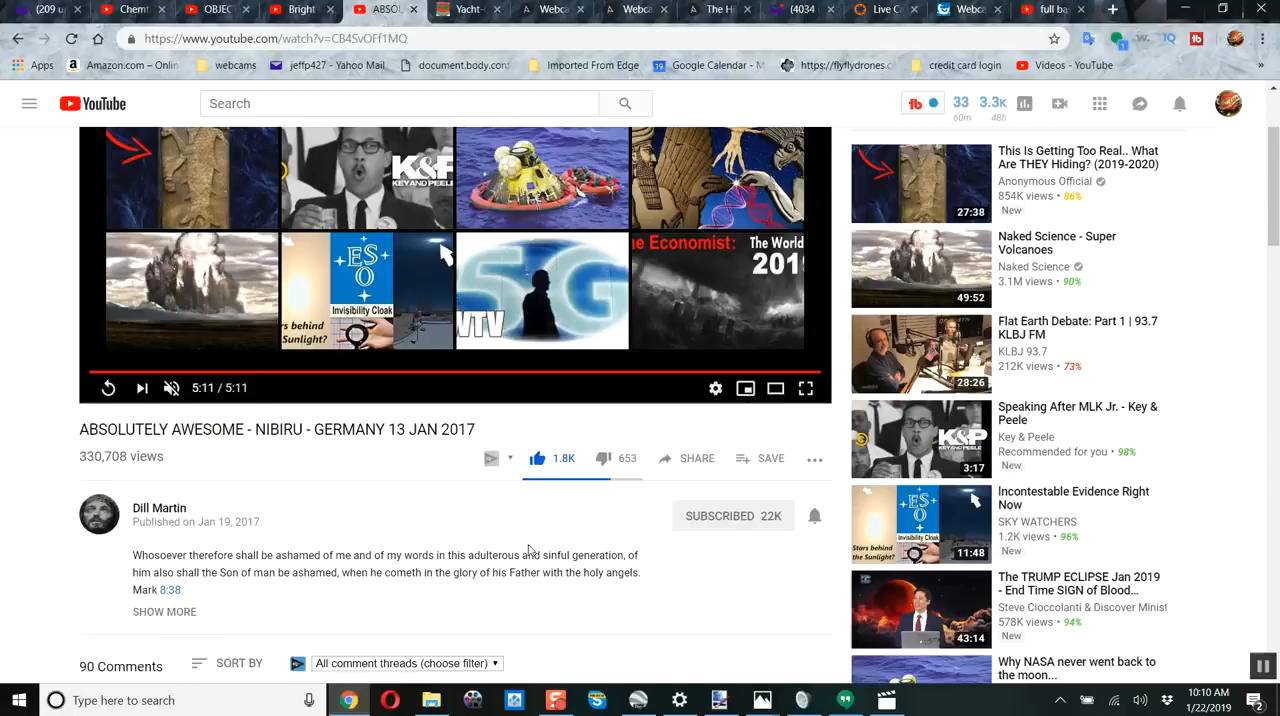 (209 u
Chemt
OBJEC
Bright
ABSOL
Yacht
Webca
Webca
The H
A Webc
(4034
Live C
Webca
https://www.youtube.com/watch?v=CB4SvOFf1MQ
Apps
Amazon.com – Onlin
webcams
jeffp427 - Yahoo Mail
document.body.cont
Imported From Edge
Google Calendar - M
https://flyflydrones.c
credit card login
Videos - YouTube
YouTube
Search
33 3.3K
60m 48h
K&P
KEY AND PEELE
ESO
Invisibility Cloak
rs behind
Sunlight?
5G
WTV
he Economist: The World
201
5:11 / 5:11
ABSOLUTELY AWESOME - NIBIRU - GERMANY 13 JAN 2017
330,708 views
1.8K
653
SHARE
SAVE
Dill Martin
Published on Jan 19, 2017
SUBSCRIBED 22K
Whosoever therefore shall be ashamed of me and of my words in this adulterous and sinful generation, of
him also shall the Son of man be ashamed, when he cometh in the glory of his Father with the holy angels.
Mark 8:38
SHOW MORE
90 Comments
SORT BY
All comment threads (choose filter)
This Is Getting Too Real.. What
Are THEY Hiding? (2019-2020)
Anonymous Official
854K views • 86%
New
27:38
Naked Science - Super
Volcanoes
Naked Science
3.1M views • 90%
49:52
Flat Earth Debate: Part 1 | 93.7
KLBJ FM
KLBJ 93.7
212K views • 73%
28:26
Speaking After MLK Jr. - Key &
Peele
Key & Peele
Recommended for you • 98%
New
K&P
3:17
Incontestable Evidence Right
Now
SKY WATCHERS
1.2K views • 96%
New
ESO
Invisibility Cloak
Stars behind
Sunlight?
11:48
The TRUMP ECLIPSE Jan 2019
- End Time SIGN of Blood...
Steve Cioccolanti & Discover Minist
578K views • 94%
New
43:14
Why NASA never went back to
the moon...
Type here to search
10:10 AM
1/22/2019